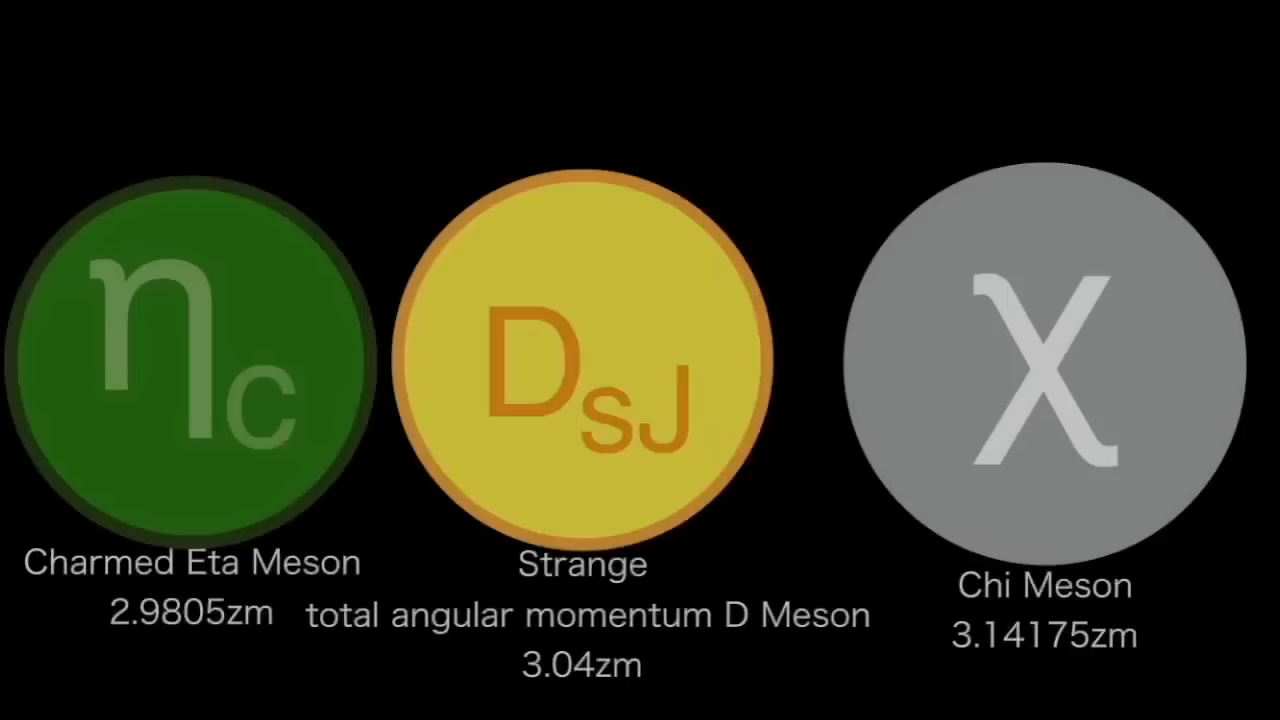 ηc
DsJ
χ
Charmed Eta Meson
2.9805zm
Strange
total angular momentum D Meson
3.04zm
Chi Meson
3.14175zm